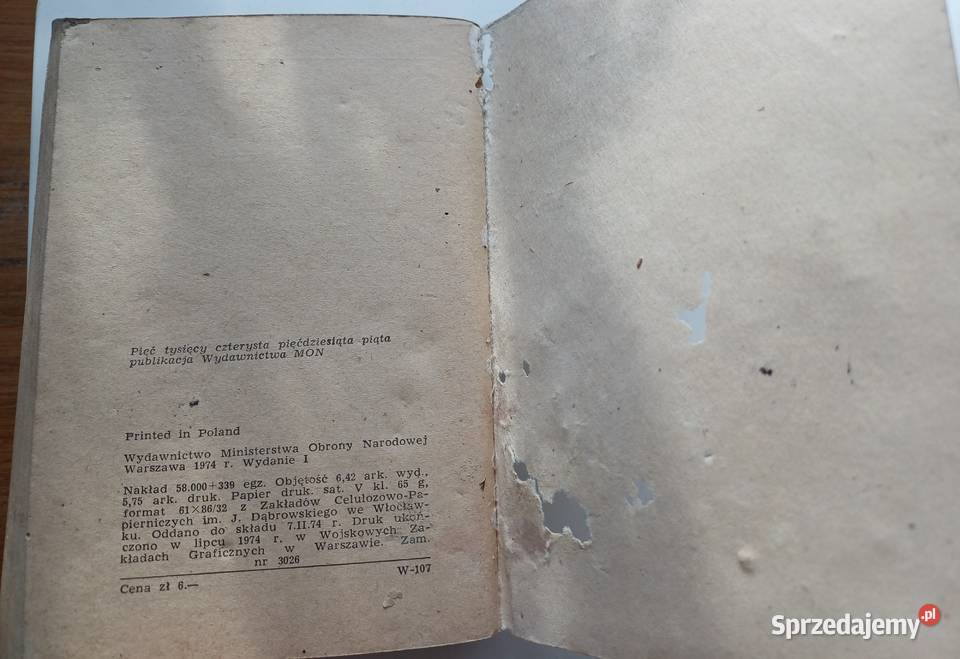 Pięć tysięcy czterysta pięćdziesiąta piąta
publikacja Wydawnictwa MON
Printed in Poland
Wydawnictwo Ministerstwa Obrony Narodowej
Warszawa 1974 r. Wydanie I
Nakład 58.000+339 egz. Objętość 6,42 ark. wyd.,
5,75 ark. druk. Papier druk. sat. V kl. 65 g,
format 61×86/32 z Zakładów Celulozowo-Pa-
pierniczych im. J. Dąbrowskiego we Włocław-
ku. Oddano do składu 7.II.74 r. Druk ukoń-
czono w lipcu 1974 r. w Wojskowych Za-
kładach Graficznych w Warszawie. Zam.
nr 3026
W-107
Cena zł 6.—
Sprzedajemy.pl